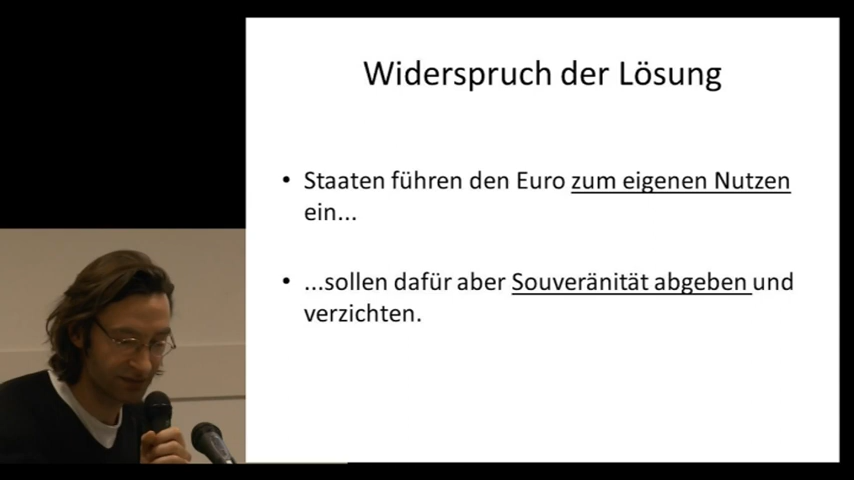 Widerspruch der Lösung
• Staaten führen den Euro zum eigenen Nutzen
ein...
• ...sollen dafür aber Souveränität abgeben und
verzichten.